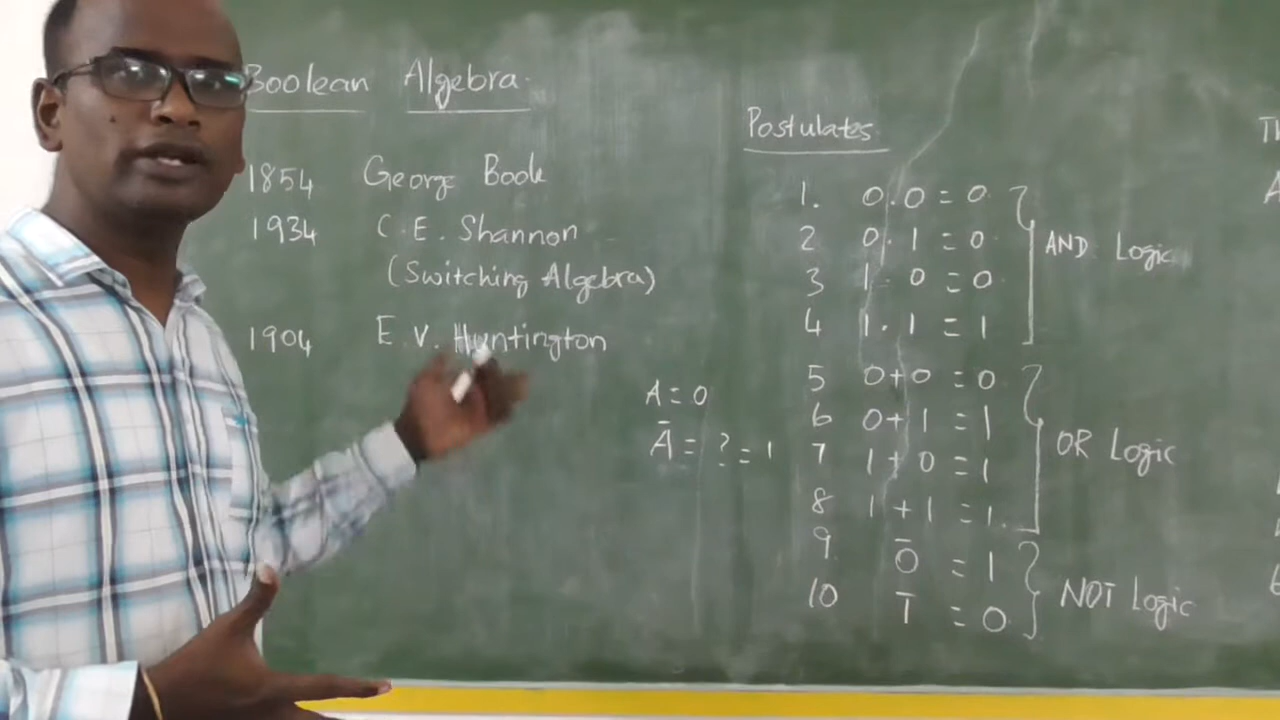 Boolean Algebra
1854 George Boole
1934 C.E. Shannon
(Switching Algebra)
1904 E.V. Huntington
A = 0
Ā = ? = 1
Postulates
1. 0.0 = 0
2 0.1 = 0
3 1.0 = 0
4 1.1 = 1
AND Logic
5 0+0 = 0
6 0+1 = 1
7 1+0 = 1
8 1+1 = 1
OR Logic
9. 0̅ = 1
10 1̅ = 0
NOT Logic
Th
A